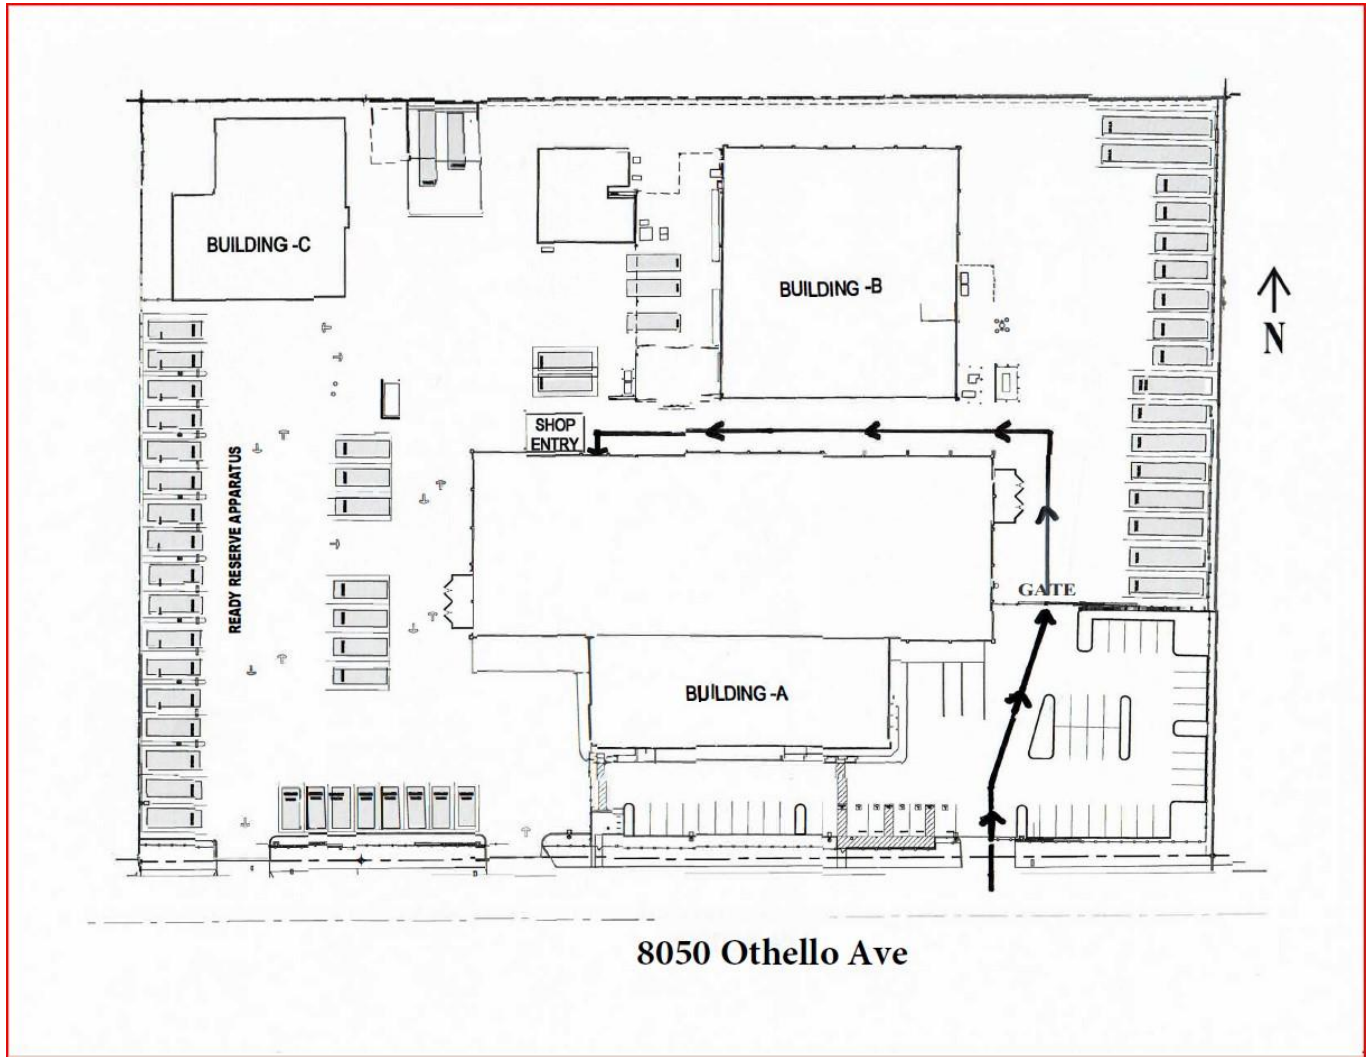 BUILDING -C
BUILDING -B
N
SHOP
ENTRY
READY RESERVE APPARATUS
GATE
BUILDING -A
8050 Othello Ave